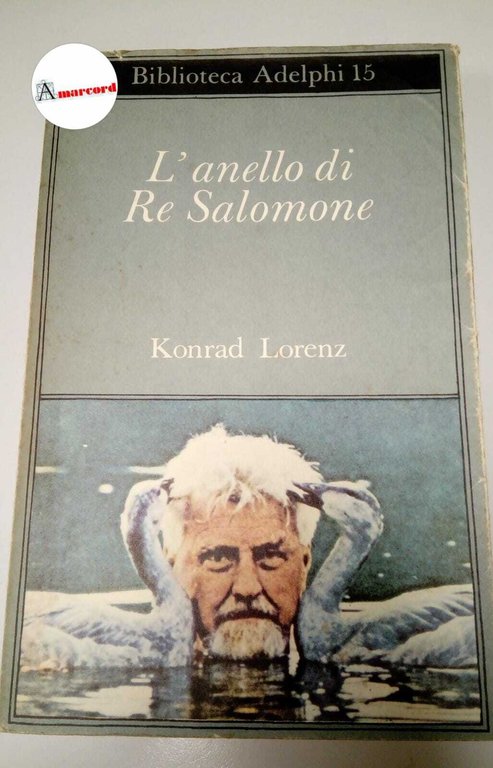 Amarcord
Biblioteca Adelphi 15
L'anello di
Re Salomone
Konrad Lorenz